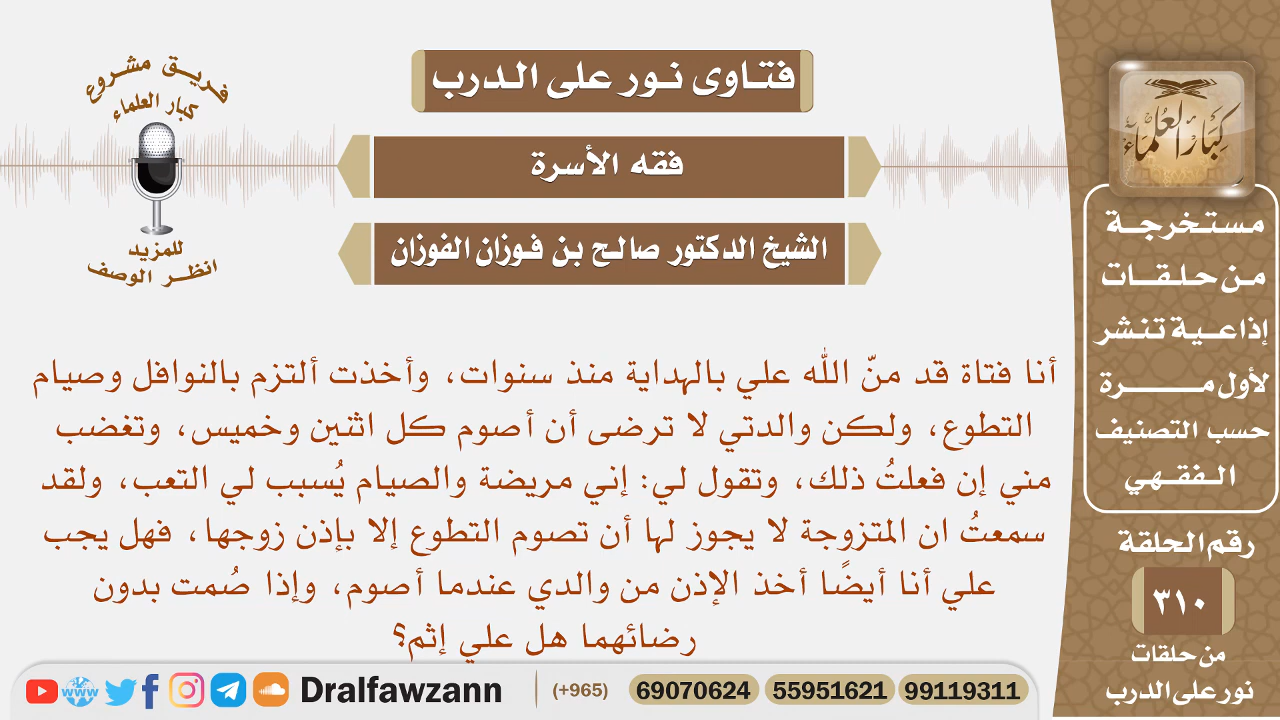 فتاوى نور على الدرب
فقه الأسرة
الشيخ الدكتور صالح بن فوزان الفوزان
فريق مشروع
كبار العلماء
للمزيد
انظر الوصف
أنا فتاة قد منّ الله علي بالهداية منذ سنوات، وأخذت ألتزم بالنوافل وصيام
التطوع، ولكن والدتي لا ترضى أن أصوم كل اثنين وخميس، وتغضب
مني إن فعلتُ ذلك، وتقول لي: إني مريضة والصيام يُسبب لي التعب، ولقد
سمعتُ ان المتزوجة لا يجوز لها أن تصوم التطوع إلا بإذن زوجها، فهل يجب
علي أنا أيضًا أخذ الإذن من والدي عندما أصوم، وإذا صُمت بدون
رضائهما هل علي إثم؟
كِبَارُ العُلَمَاء
مستخرجة
من حلقات
إذاعية تنشر
لأول مرة
حسب التصنيف
الفقهي
رقم الحلقة
٣١٠
من حلقات
نور على الدرب
www Dralfawzann (+965) 69070624 55951621 99119311